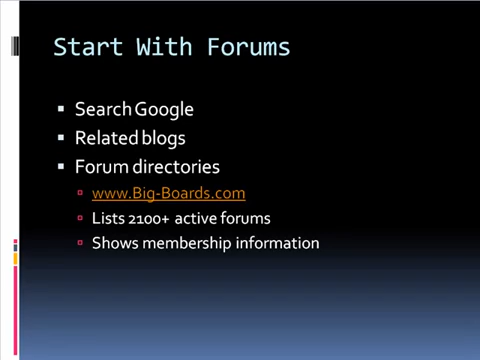 Start With Forums
Search Google
Related blogs
Forum directories
www.Big-Boards.com
Lists 2100+ active forums
Shows membership information